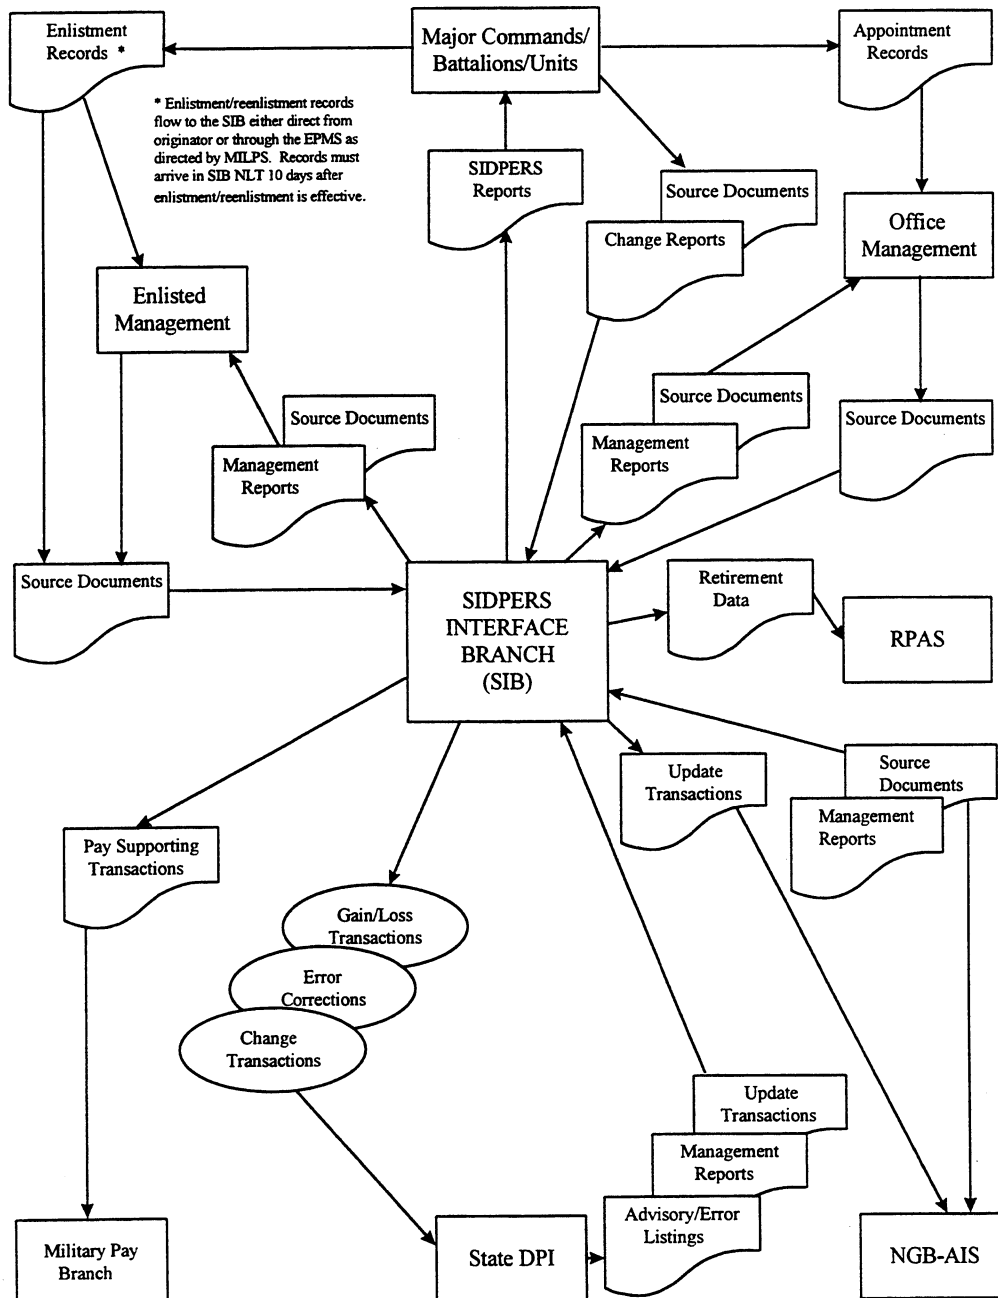 Enlistment
Records *
Major Commands/
Battalions/Units
Appointment
Records
* Enlistment/reenlistment records
flow to the SIB either direct from
originator or through the EPMS as
directed by MILPS. Records must
arrive in SIB NLT 10 days after
enlistment/reenlistment is effective.
SIDPERS
Reports
Source Documents
Change Reports
Office
Management
Enlisted
Management
Source Documents
Management
Reports
Source Documents
Management
Reports
Source Documents
Source Documents
SIDPERS
INTERFACE
BRANCH
(SIB)
Retirement
Data
RPAS
Update
Transactions
Source
Documents
Management
Reports
Pay Supporting
Transactions
Gain/Loss
Transactions
Error
Corrections
Change
Transactions
Update
Transactions
Management
Reports
Advisory/Error
Listings
Military Pay
Branch
State DPI
NGB-AIS